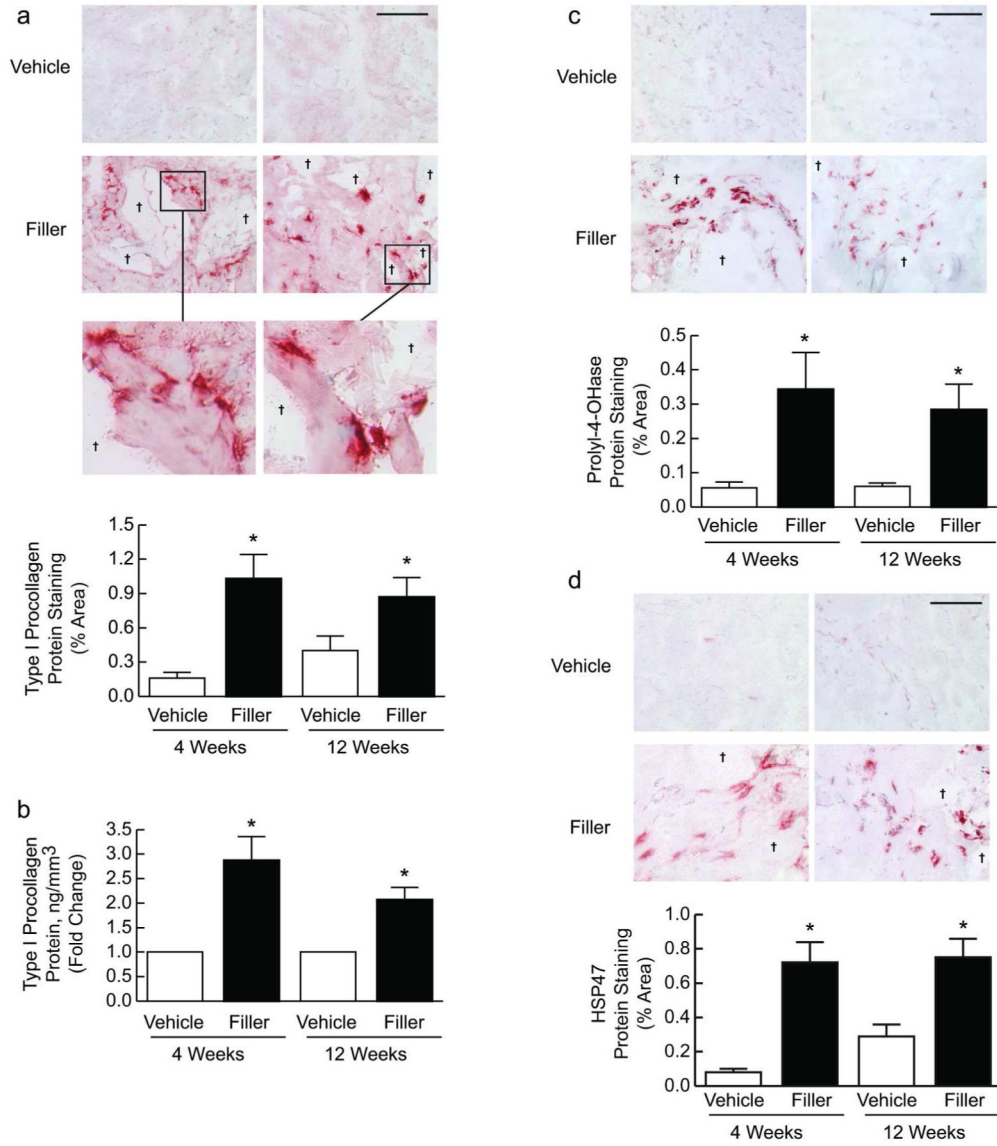 a
Vehicle
† † † † † † †
Filler
† † † †
Type I Procollagen
Protein Staining
(% Area)
1.5
1.2
0.9
0.6
0.3
0.0
* *
Vehicle Filler Vehicle Filler
4 Weeks 12 Weeks
b
Type I Procollagen
Protein, ng/mm³
(Fold Change)
3.5
3.0
2.5
2.0
1.5
1.0
0.5
0.0
* *
Vehicle Filler Vehicle Filler
4 Weeks 12 Weeks
c
Vehicle
Filler
† † † †
Prolyl-4-OHase
Protein Staining
(% Area)
0.5
0.4
0.3
0.2
0.1
0.0
* *
Vehicle Filler Vehicle Filler
4 Weeks 12 Weeks
d
Vehicle
Filler
† † † †
HSP47
Protein Staining
(% Area)
1.0
0.8
0.6
0.4
0.2
0.0
* *
Vehicle Filler Vehicle Filler
4 Weeks 12 Weeks